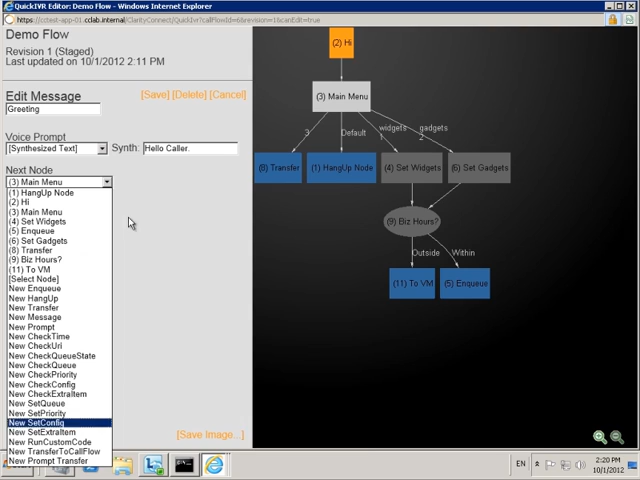 QuickIVR Editor: Demo Flow - Windows Internet Explorer
https://cctest-app-01.cclab.internal/ClarityConnect/QuickIvr?callFlowId=6&revision=1&canEdit=true
Demo Flow
Revision 1 (Staged)
Last updated on 10/1/2012 2:11 PM
Edit Message
[Save] [Delete] [Cancel]
Greeting
Voice Prompt
[Synthesized Text]
Synth:
Hello Caller.
Next Node
(3) Main Menu
(1) HangUp Node
(2) Hi
(3) Main Menu
(4) Set Widgets
(5) Enqueue
(6) Set Gadgets
(8) Transfer
(9) Biz Hours?
(11) To VM
[Select Node]
New Enqueue
New HangUp
New Transfer
New Message
New Prompt
New CheckTime
New CheckUri
New CheckQueueState
New CheckQueue
New CheckPriority
New CheckConfig
New CheckExtraItem
New SetQueue
New SetPriority
New SetConfig
New SetExtraItem
New RunCustomCode
New TransferToCallFlow
New Prompt Transfer
[Save Image...]
(2) Hi
(3) Main Menu
3
Default
widgets
1
gadgets
2
(8) Transfer
(1) HangUp Node
(4) Set Widgets
(6) Set Gadgets
(9) Biz Hours?
Outside
Within
(11) To VM
(5) Enqueue
EN
2:20 PM
10/1/2012